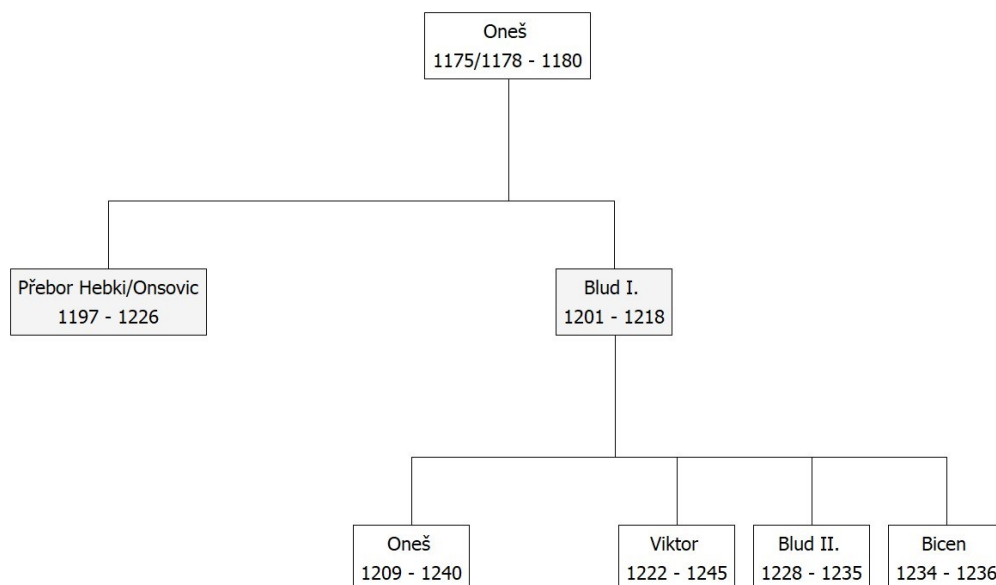 Oneš
1175/1178 - 1180
Přebor Hebki/Onsovic
1197 - 1226
Blud I.
1201 - 1218
Oneš
1209 - 1240
Viktor
1222 - 1245
Blud II.
1228 - 1235
Bicen
1234 - 1236